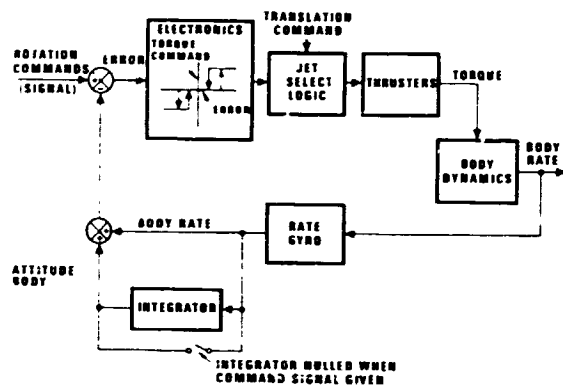 ELECTRONICS
TORQUE
COMMAND
ERROR
TRANSLATION
COMMAND
ROTATION
COMMANDS
(SIGNAL)
ERROR
JET
SELECT
LOGIC
THRUSTERS
TORQUE
BODY
DYNAMICS
BODY
RATE
BODY RATE
RATE
GYRO
ATTITUDE
BODY
INTEGRATOR
INTEGRATOR NULLED WHEN
COMMAND SIGNAL GIVEN